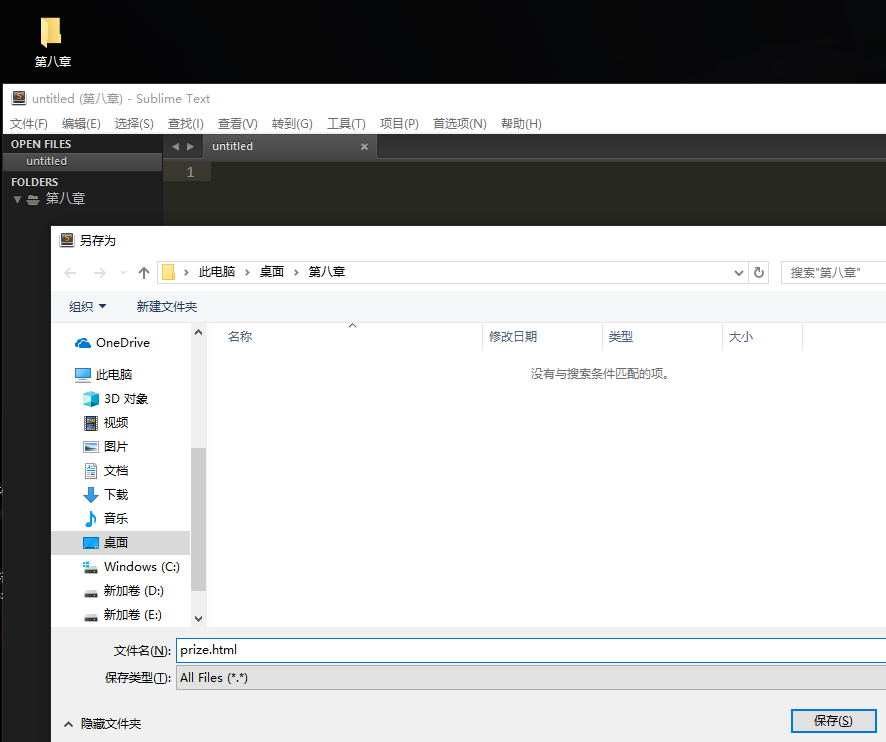 第八章
untitled (第八章) - Sublime Text
文件(F) 编辑(E) 选择(S) 查找(I) 查看(V) 转到(G) 工具(T) 项目(P) 首选项(N) 帮助(H)
OPEN FILES
untitled
FOLDERS
第八章
untitled
1
另存为
此电脑 › 桌面 › 第八章
搜索"第八章"
组织 新建文件夹
名称 修改日期 类型 大小
没有与搜索条件匹配的项。
OneDrive
此电脑
3D 对象
视频
图片
文档
下载
音乐
桌面
Windows (C:)
新加卷 (D:)
新加卷 (E:)
文件名(N): prize.html
保存类型(T): All Files (*.*)
隐藏文件夹 保存(S)